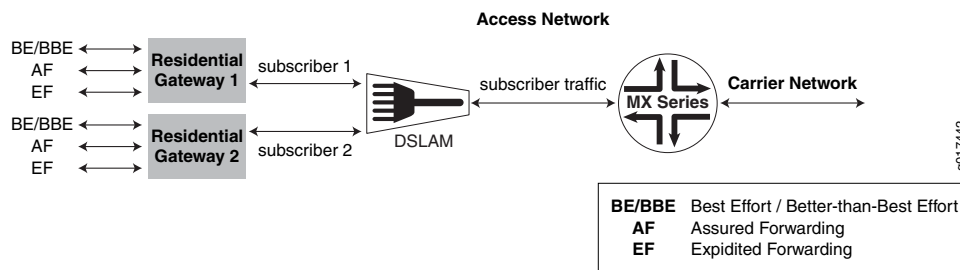 Access Network
BE/BBE
AF
EF
Residential
Gateway 1
subscriber 1
BE/BBE
AF
EF
Residential
Gateway 2
subscriber 2
DSLAM
subscriber traffic
MX Series
Carrier Network
g017442
BE/BBE Best Effort / Better-than-Best Effort
AF Assured Forwarding
EF Expidited Forwarding